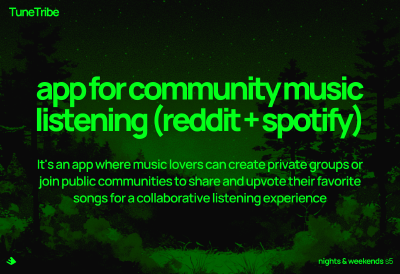 TuneTribe
app for community music
listening (reddit + spotify)
It's an app where music lovers can create private groups or
join public communities to share and upvote their favorite
songs for a collaborative listening experience
nights & weekends s5